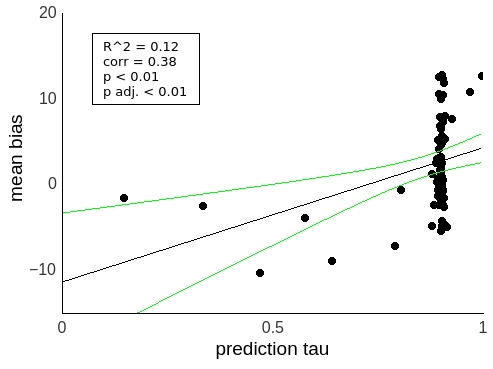 20
R^2 = 0.12
corr = 0.38
p < 0.01
p adj. < 0.01
10
mean bias
0
−10
0
0.5
1
prediction tau